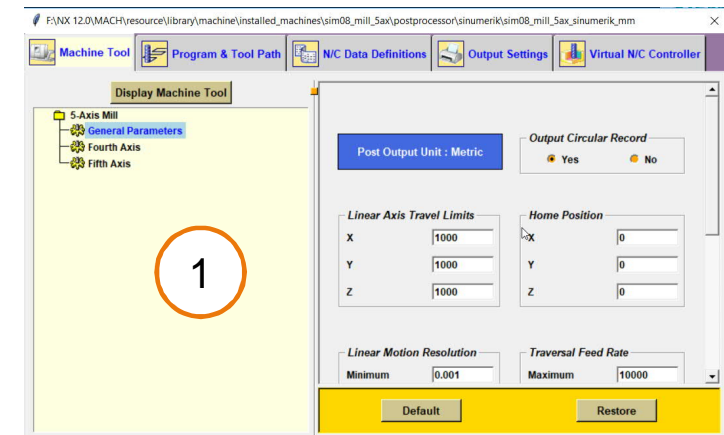 F:\NX 12.0\MACH\resource\library\machine\installed_machines\sim08_mill_5ax\postprocessor\sinumerik\sim08_mill_5ax_sinumerik_mm
Machine Tool Program & Tool Path N/C Data Definitions Output Settings Virtual N/C Controller
Display Machine Tool
5-Axis Mill
General Parameters
Fourth Axis
Fifth Axis
1
Post Output Unit : Metric
Output Circular Record
Yes No
Linear Axis Travel Limits
X 1000
Y 1000
Z 1000
Home Position
X 0
Y 0
Z 0
Linear Motion Resolution
Minimum 0.001
Traversal Feed Rate
Maximum 10000
Default Restore